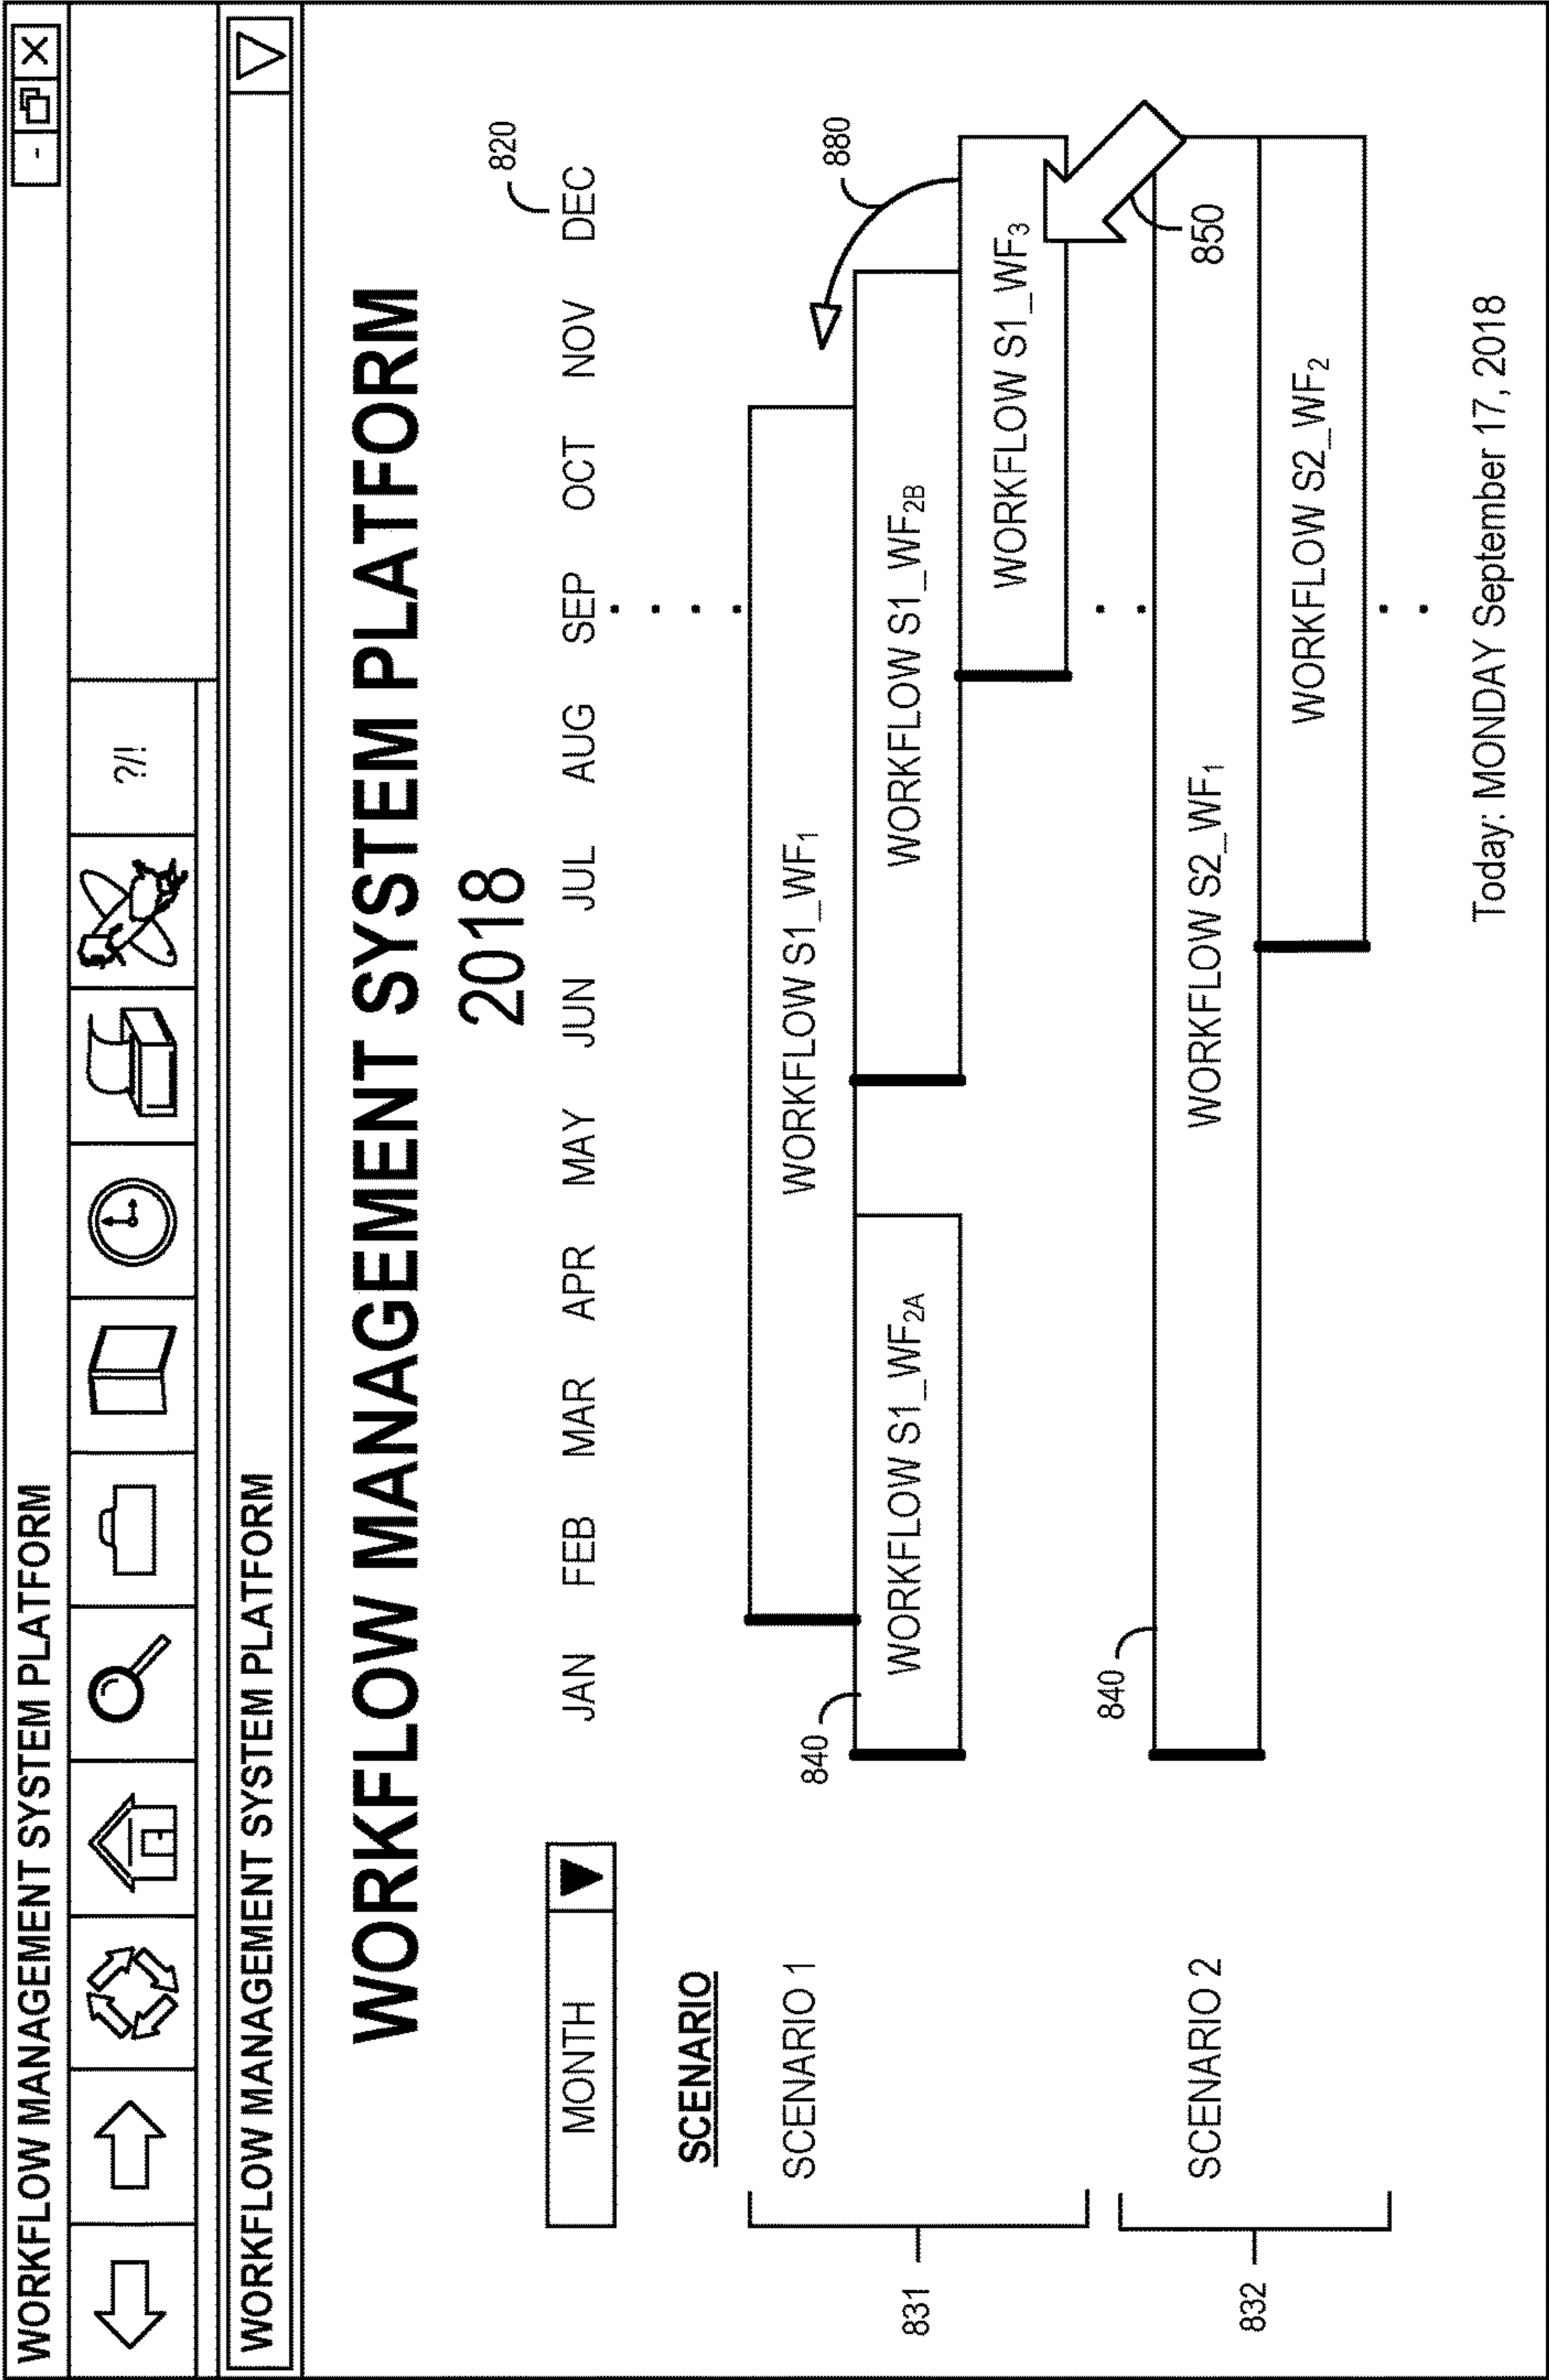 WORKFLOW MANAGEMENT SYSTEM PLATFORM
- X
?/!
WORKFLOW MANAGEMENT SYSTEM PLATFORM
WORKFLOW MANAGEMENT SYSTEM PLATFORM
2018
820
MONTH JAN FEB MAR APR MAY JUN JUL AUG SEP OCT NOV DEC
SCENARIO
831
SCENARIO 1
WORKFLOW S1_WF1
880
840
WORKFLOW S1_WF2A
WORKFLOW S1_WF2B
WORKFLOW S1_WF3
850
832
SCENARIO 2
840
WORKFLOW S2_WF1
WORKFLOW S2_WF2
Today: MONDAY September 17, 2018